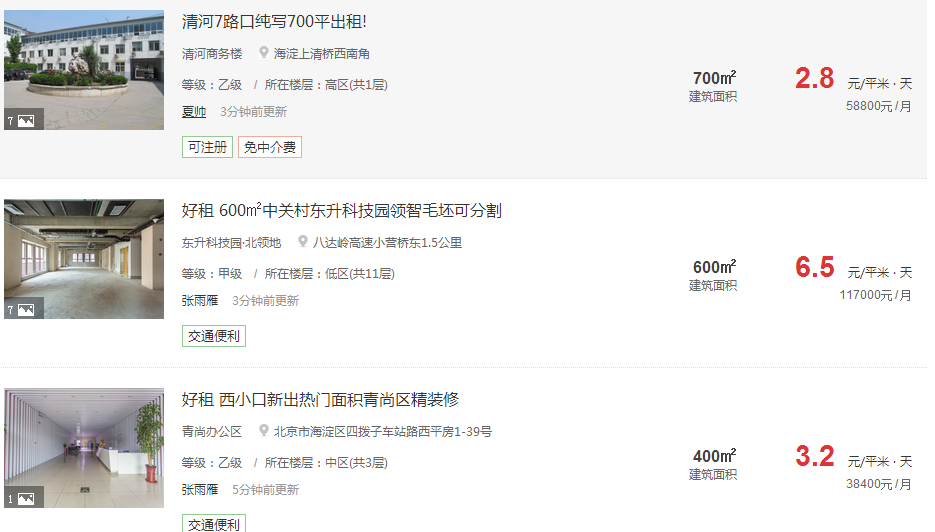 清河7路口纯写700平出租!
清河商务楼 海淀上清桥西南角
等级：乙级 / 所在楼层：高区(共1层)
夏帅 3分钟前更新
可注册 免中介费
700㎡
建筑面积
2.8 元/平米·天
58800元/月
7
好租 600㎡中关村东升科技园领智毛坯可分割
东升科技园·北领地 八达岭高速小营桥东1.5公里
等级：甲级 / 所在楼层：低区(共11层)
张雨雁 3分钟前更新
交通便利
600㎡
建筑面积
6.5 元/平米·天
117000元/月
7
好租 西小口新出热门面积青尚区精装修
青尚办公区 北京市海淀区四拨子车站路西平房1-39号
等级：乙级 / 所在楼层：中区(共3层)
张雨雁 5分钟前更新
交通便利
400㎡
建筑面积
3.2 元/平米·天
38400元/月
1